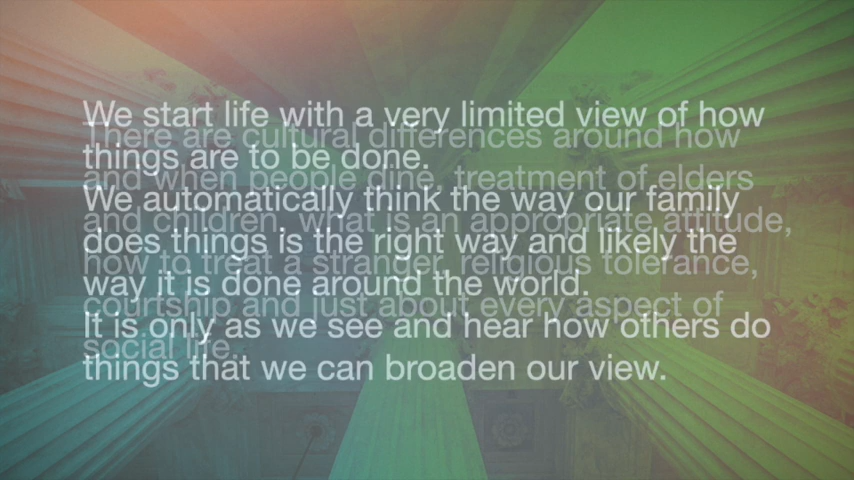 We start life with a very limited view of how
things are to be done.
We automatically think the way our family
does things is the right way and likely the
way it is done around the world.
It is only as we see and hear how others do
things that we can broaden our view.
There are cultural differences around how
and when people dine, treatment of elders
and children, what is an appropriate attitude,
how to treat a stranger, religious tolerance,
courtship and just about every aspect of
social life.